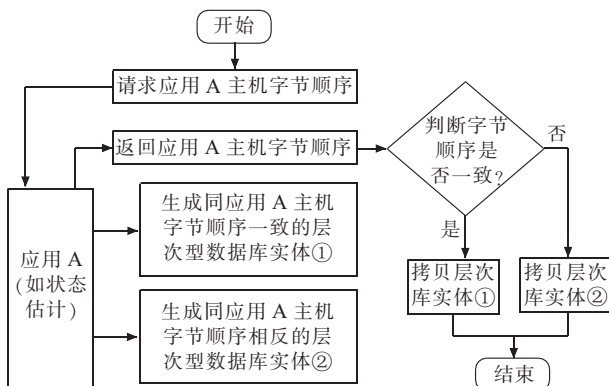 开始
请求应用 A 主机字节顺序
返回应用 A 主机字节顺序
判断字节
顺序是
否一致?
否
是
应用 A
(如状态
估计)
生成同应用 A 主机
字节顺序一致的层
次型数据库实体①
生成同应用 A 主机
字节顺序相反的层
次型数据库实体②
拷贝层次
库实体①
拷贝层次
库实体②
结束